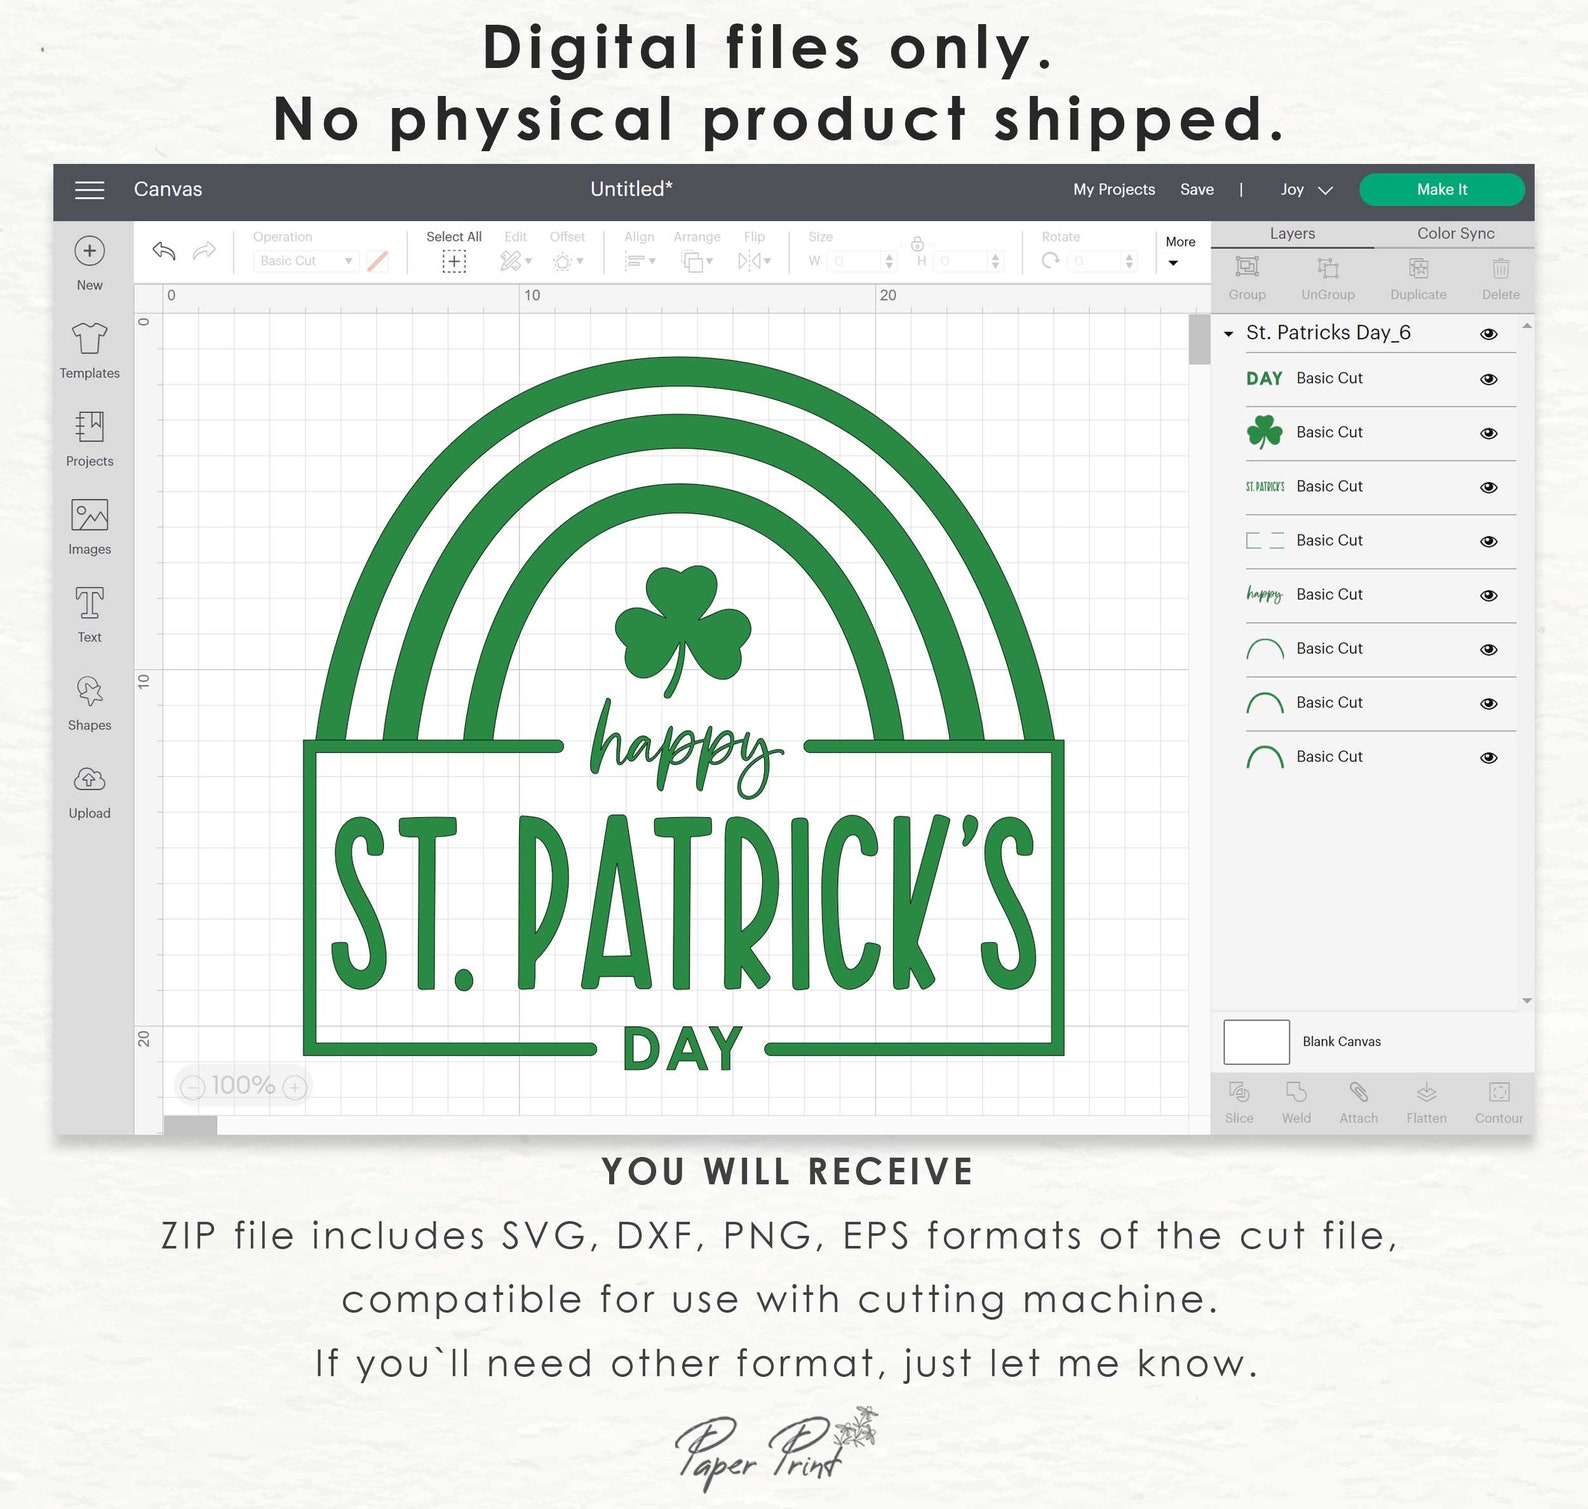 Digital files only.
No physical product shipped.
Canvas
Untitled*
My Projects Save | Joy
Make It
New
Templates
Projects
Images
Text
Shapes
Upload
Operation
Basic Cut
Select All
Edit
Offset
Align
Arrange
Flip
Size
W 0
H 0
Rotate
0
More
0 10 20
0
10
20
happy
ST. PATRICK'S
DAY
100%
Layers
Color Sync
Group UnGroup Duplicate Delete
St. Patricks Day_6
DAY Basic Cut
Basic Cut
ST. PATRICK'S Basic Cut
Basic Cut
happy Basic Cut
Basic Cut
Basic Cut
Basic Cut
Blank Canvas
Slice Weld Attach Flatten Contour
YOU WILL RECEIVE
ZIP file includes SVG, DXF, PNG, EPS formats of the cut file,
compatible for use with cutting machine.
If you`ll need other format, just let me know.
Paper Print